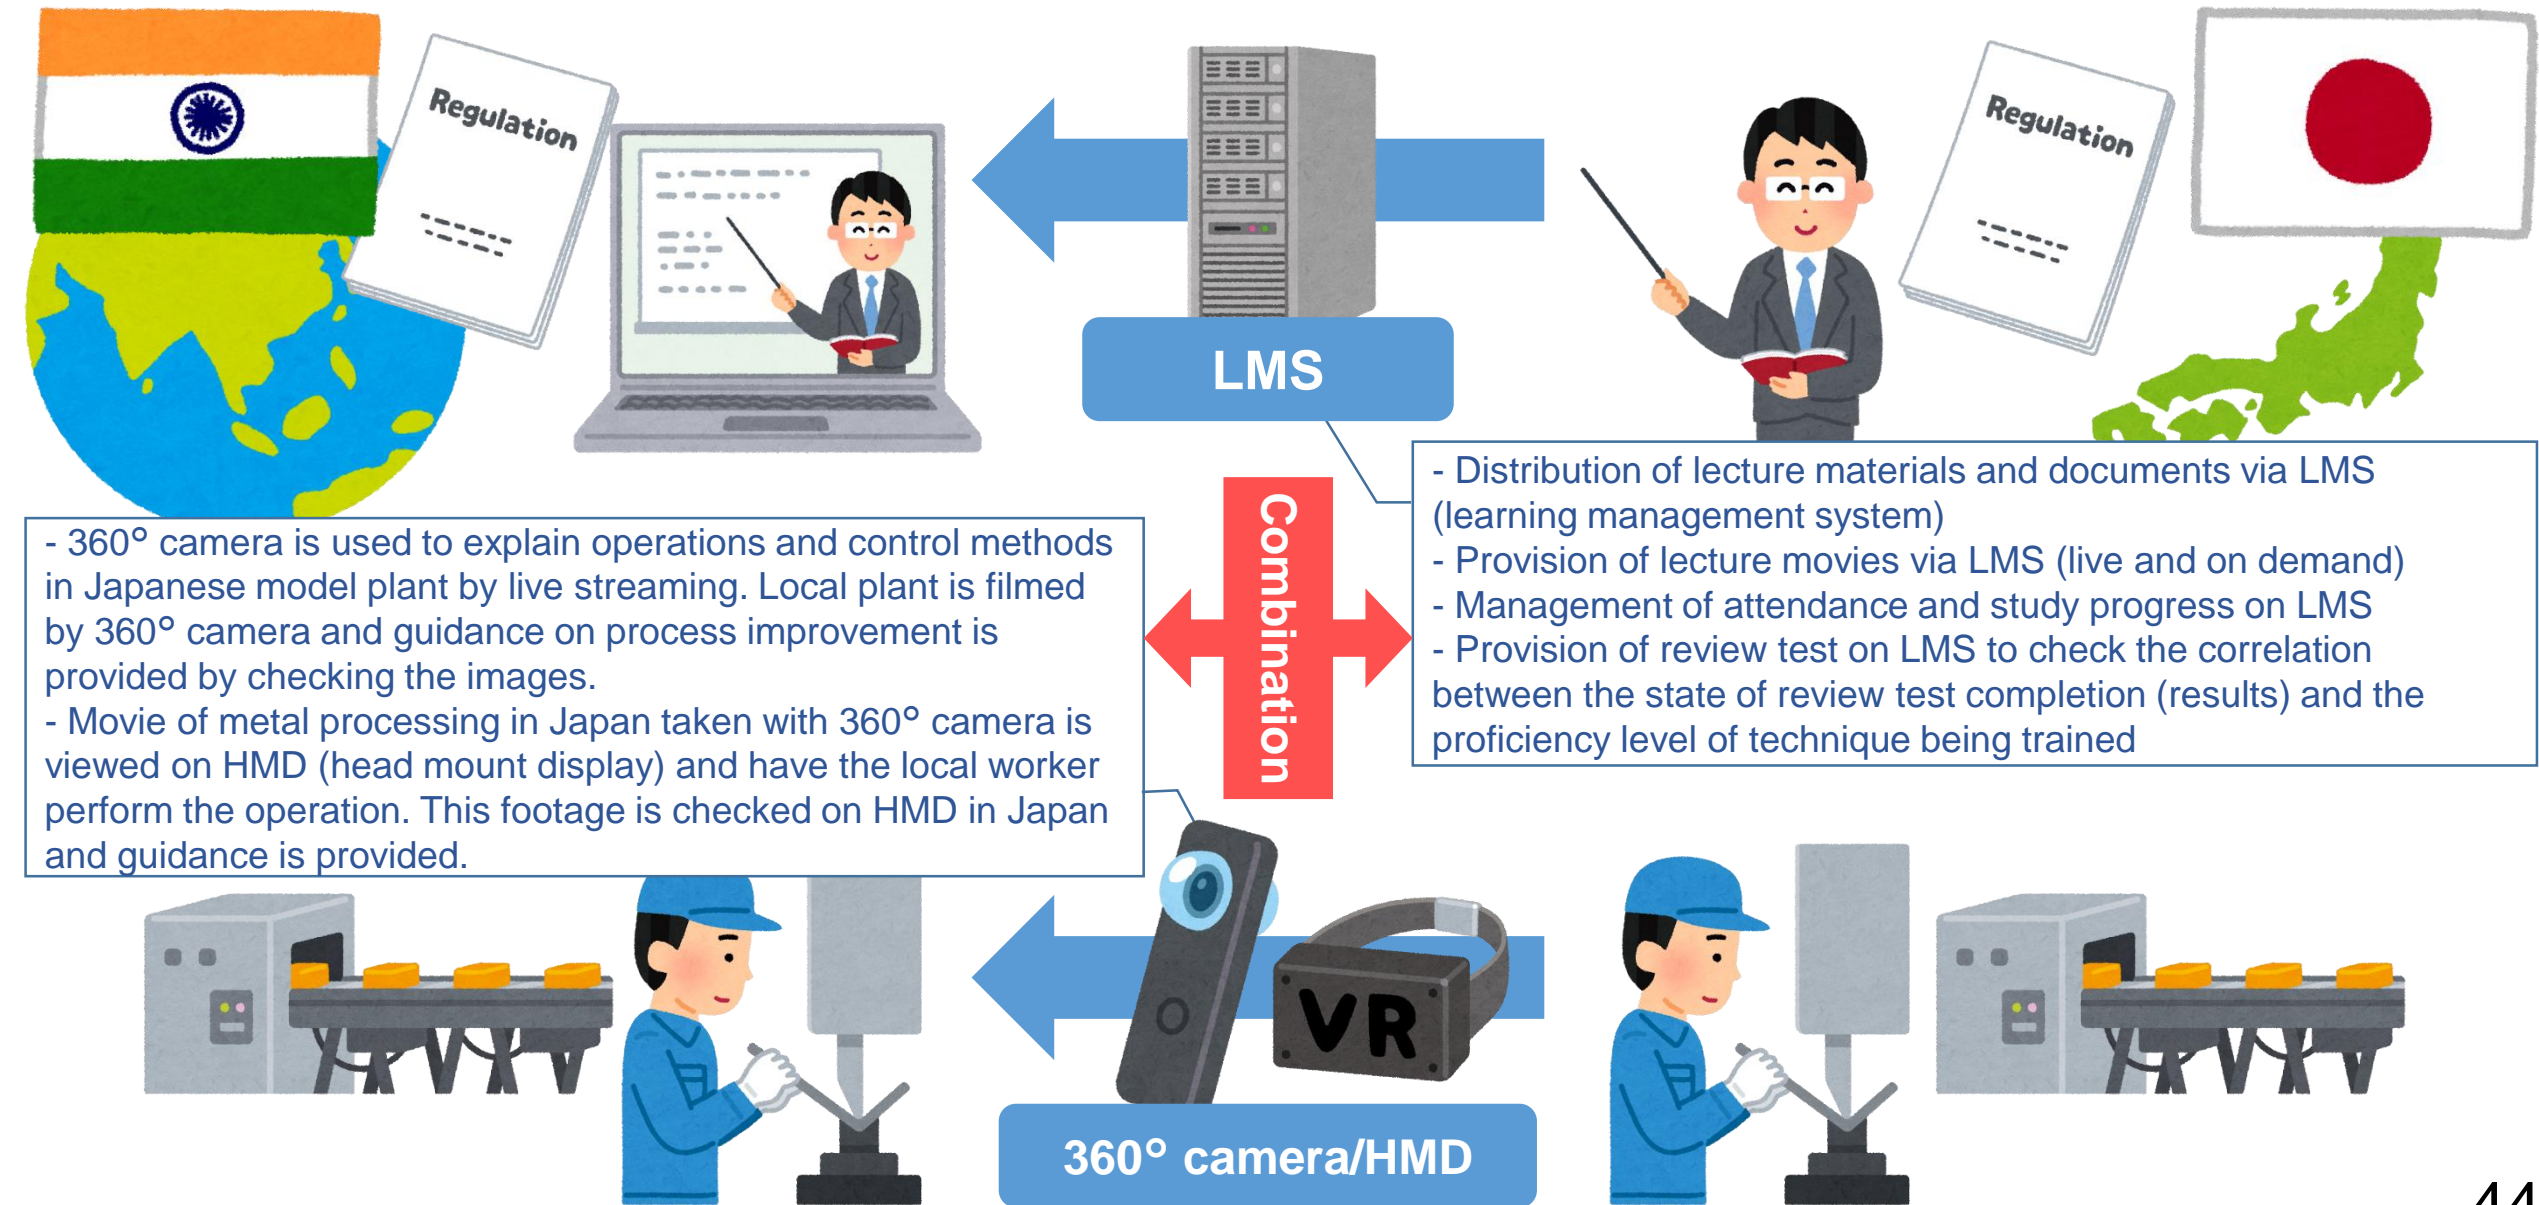 Regulation
Regulation
LMS
- Distribution of lecture materials and documents via LMS
(learning management system)
- Provision of lecture movies via LMS (live and on demand)
- Management of attendance and study progress on LMS
- Provision of review test on LMS to check the correlation
between the state of review test completion (results) and the
proficiency level of technique being trained
Combination
- 360° camera is used to explain operations and control methods
in Japanese model plant by live streaming. Local plant is filmed
by 360° camera and guidance on process improvement is
provided by checking the images.
- Movie of metal processing in Japan taken with 360° camera is
viewed on HMD (head mount display) and have the local worker
perform the operation. This footage is checked on HMD in Japan
and guidance is provided.
VR
360° camera/HMD
44